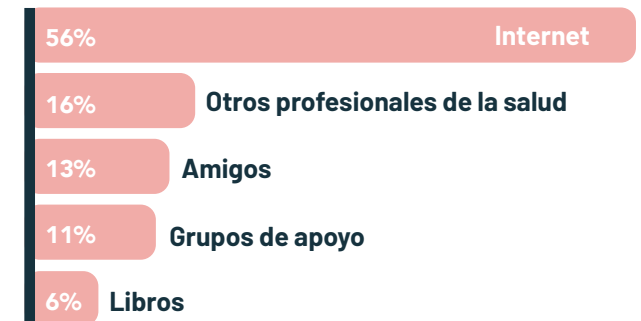 56% Internet
16% Otros profesionales de la salud
13% Amigos
11% Grupos de apoyo
6% Libros